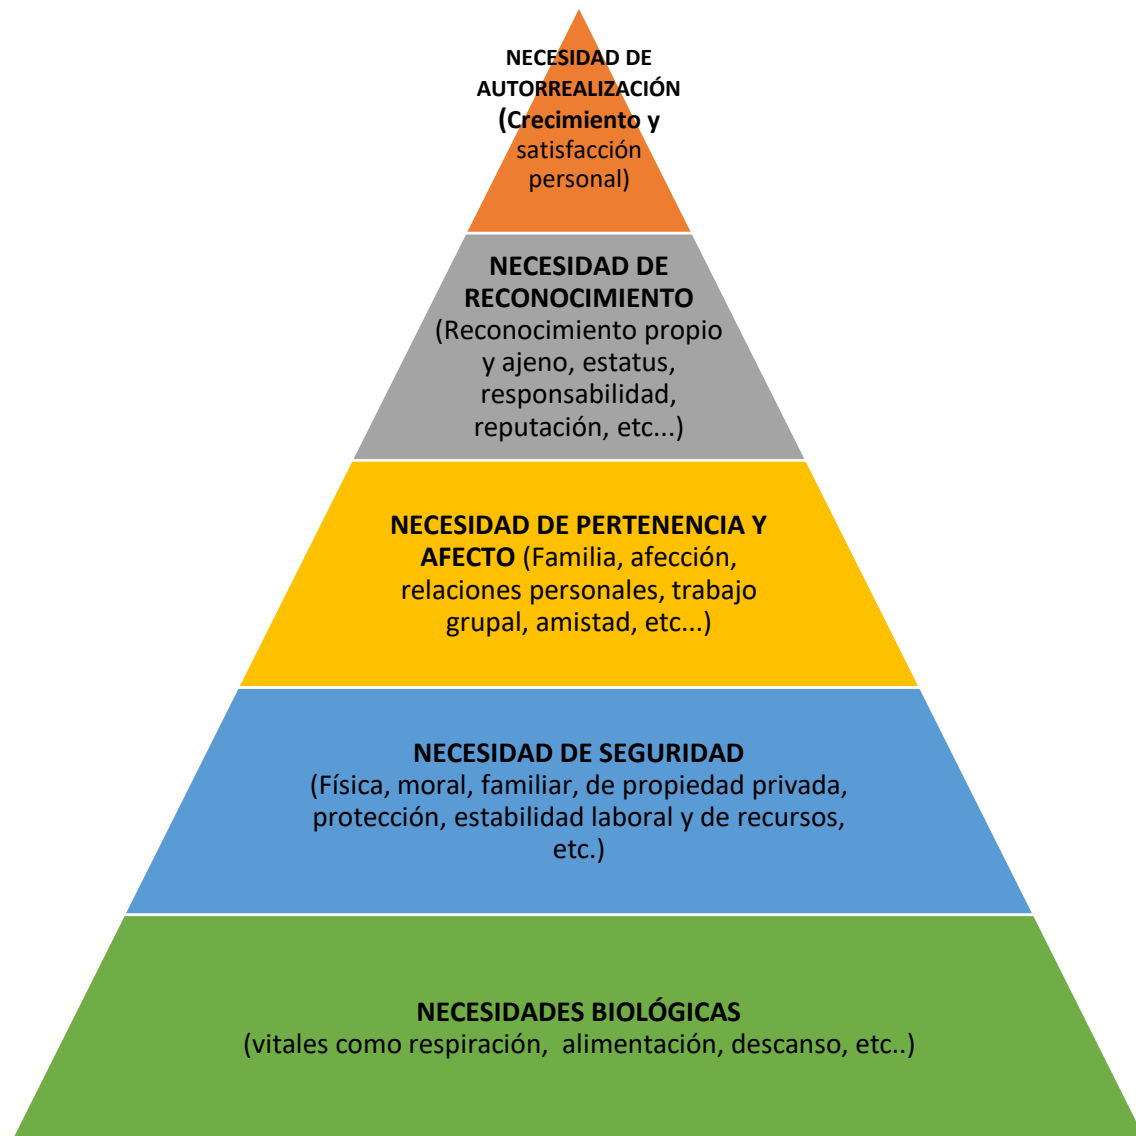 NECESIDAD DE
AUTORREALIZACIÓN
(Crecimiento y
satisfacción
personal)
NECESIDAD DE
RECONOCIMIENTO
(Reconocimiento propio
y ajeno, estatus,
responsabilidad,
reputación, etc...)
NECESIDAD DE PERTENENCIA Y
AFECTO (Familia, afección,
relaciones personales, trabajo
grupal, amistad, etc...)
NECESIDAD DE SEGURIDAD
(Física, moral, familiar, de propiedad privada,
protección, estabilidad laboral y de recursos,
etc.)
NECESIDADES BIOLÓGICAS
(vitales como respiración,  alimentación, descanso, etc..)